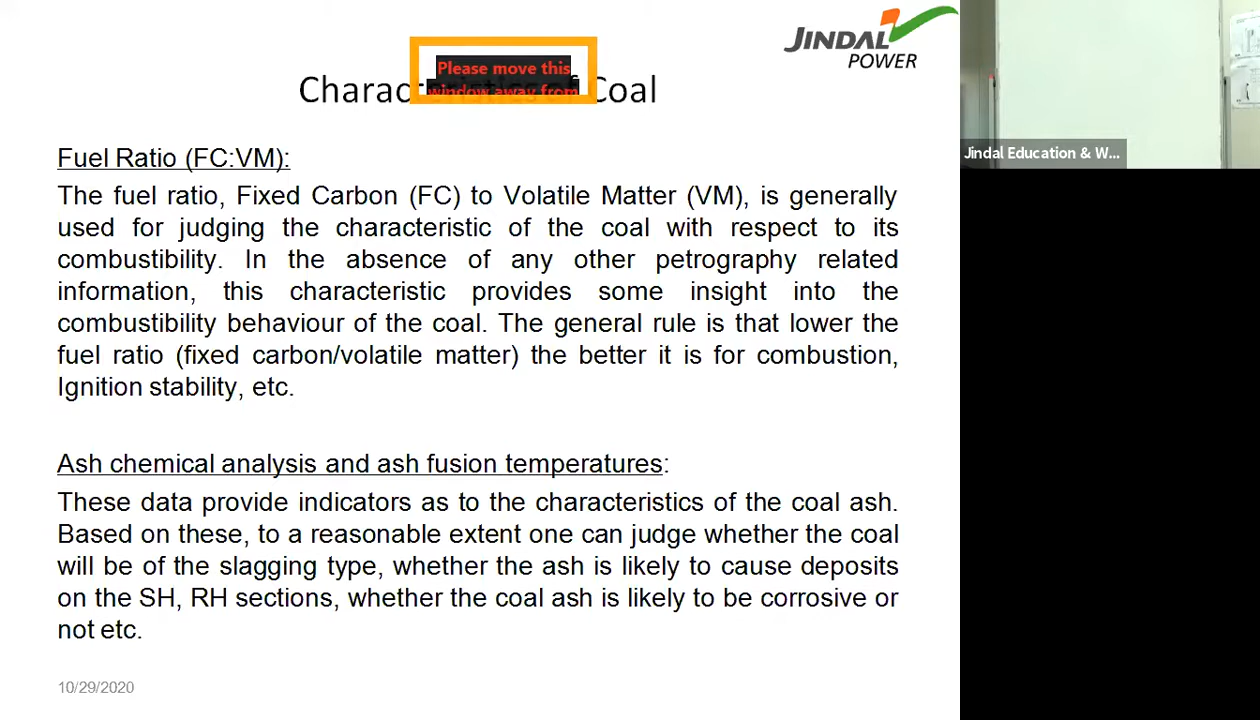 JINDAL
POWER
Please move this
window away from
Charac of Coal
Fuel Ratio (FC:VM):
The fuel ratio, Fixed Carbon (FC) to Volatile Matter (VM), is generally
used for judging the characteristic of the coal with respect to its
combustibility. In the absence of any other petrography related
information, this characteristic provides some insight into the
combustibility behaviour of the coal. The general rule is that lower the
fuel ratio (fixed carbon/volatile matter) the better it is for combustion,
Ignition stability, etc.
Ash chemical analysis and ash fusion temperatures:
These data provide indicators as to the characteristics of the coal ash.
Based on these, to a reasonable extent one can judge whether the coal
will be of the slagging type, whether the ash is likely to cause deposits
on the SH, RH sections, whether the coal ash is likely to be corrosive or
not etc.
10/29/2020
Jindal Education & W...